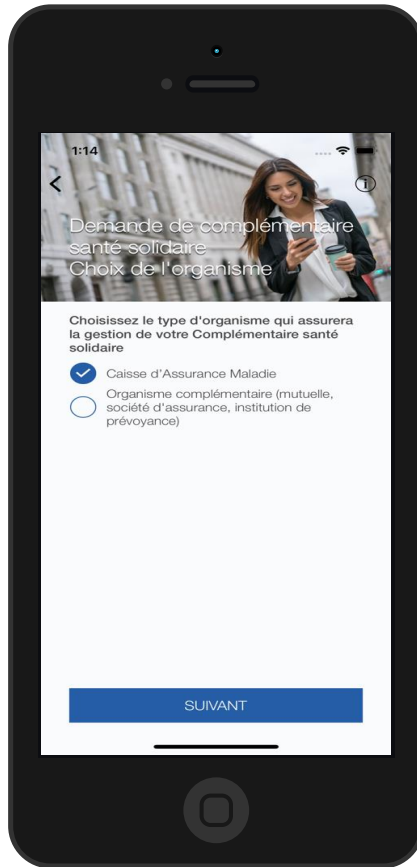 1:14
Demande de complémentaire
santé solidaire
Choix de l'organisme
Choisissez le type d'organisme qui assurera
la gestion de votre Complémentaire santé
solidaire
Caisse d'Assurance Maladie
Organisme complémentaire (mutuelle,
société d'assurance, institution de
prévoyance)
SUIVANT